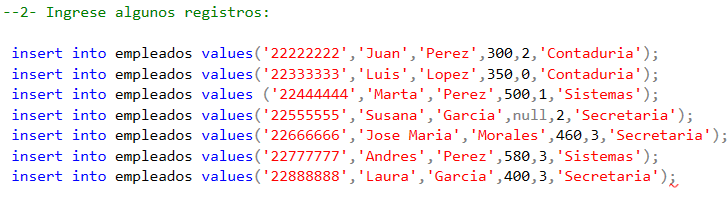 --2- Ingrese algunos registros:
insert into empleados values('22222222','Juan','Perez',300,2,'Contaduria');
insert into empleados values('22333333','Luis','Lopez',350,0,'Contaduria');
insert into empleados values ('22444444','Marta','Perez',500,1,'Sistemas');
insert into empleados values('22555555','Susana','Garcia',null,2,'Secretaria');
insert into empleados values('22666666','Jose Maria','Morales',460,3,'Secretaria');
insert into empleados values('22777777','Andres','Perez',580,3,'Sistemas');
insert into empleados values('22888888','Laura','Garcia',400,3,'Secretaria');